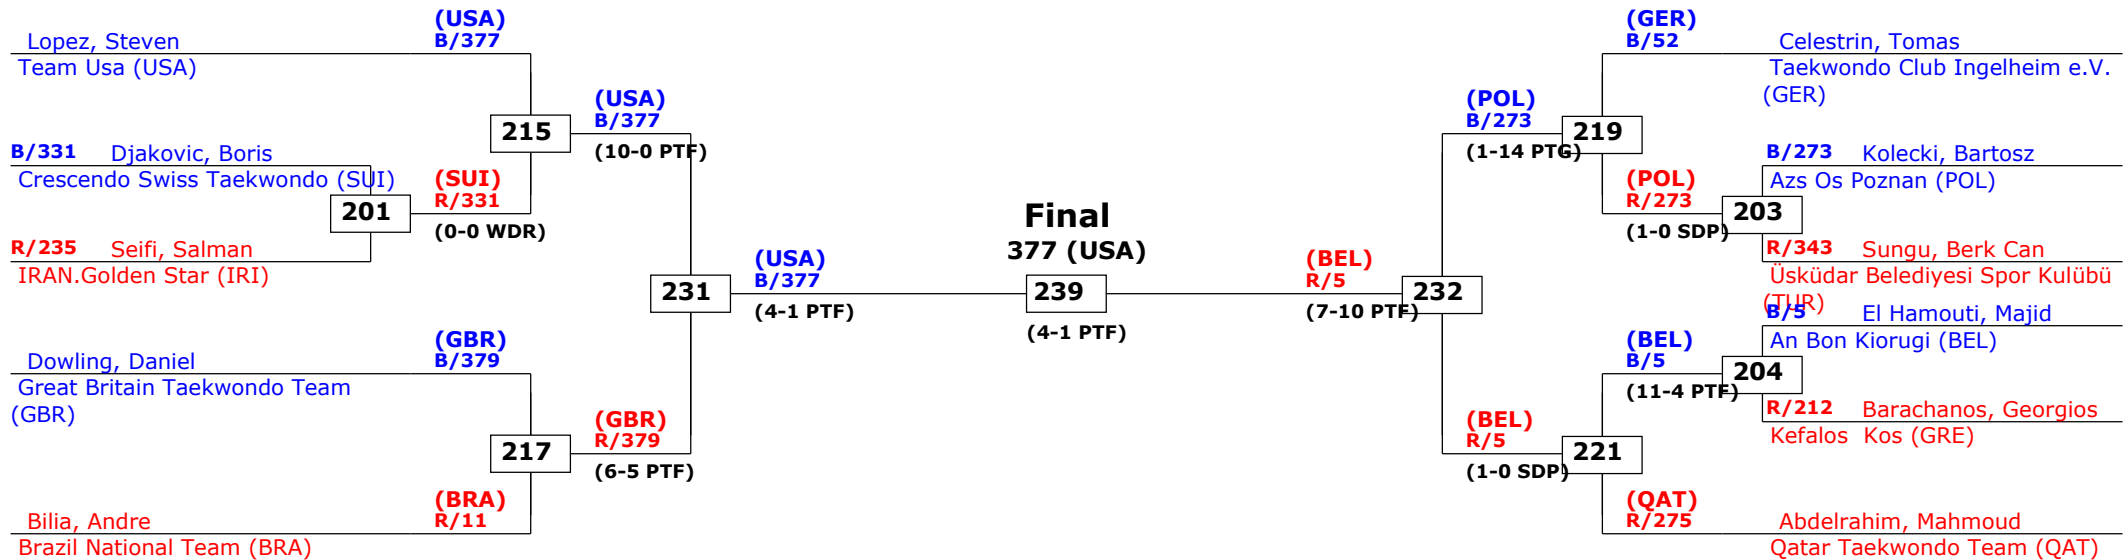 (USA)
B/377
Lopez, Steven
Team Usa (USA)
B/331 Djakovic, Boris
Crescendo Swiss Taekwondo (SUI)
201
R/235 Seifi, Salman
IRAN.Golden Star (IRI)
(SUI)
R/331
(0-0 WDR)
215
(USA)
B/377
(10-0 PTF)
(GBR)
B/379
Dowling, Daniel
Great Britain Taekwondo Team
(GBR)
217
(BRA)
R/11
Bilia, Andre
Brazil National Team (BRA)
(GBR)
R/379
(6-5 PTF)
231
(USA)
B/377
(4-1 PTF)
Final
377 (USA)
239
(4-1 PTF)
(BEL)
R/5
(7-10 PTF)
232
(POL)
B/273
(1-14 PTG)
219
(GER)
B/52
Celestrin, Tomas
Taekwondo Club Ingelheim e.V.
(GER)
(POL)
R/273
(1-0 SDP)
203
B/273 Kolecki, Bartosz
Azs Os Poznan (POL)
R/343 Sungu, Berk Can
Üsküdar Belediyesi Spor Kulübü
(TUR)
(BEL)
R/5
(1-0 SDP)
221
(BEL)
B/5
(11-4 PTF)
204
B/5 El Hamouti, Majid
An Bon Kiorugi (BEL)
R/212 Barachanos, Georgios
Kefalos Kos (GRE)
(QAT)
R/275
Abdelrahim, Mahmoud
Qatar Taekwondo Team (QAT)